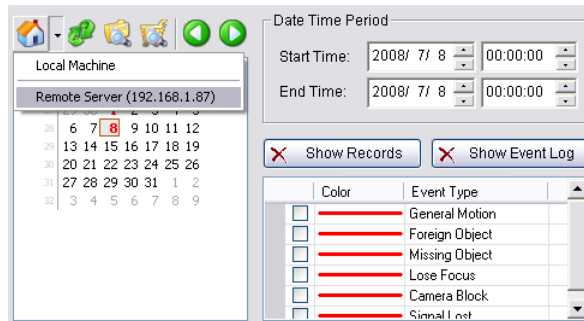 Date Time Period
Local Machine
Remote Server (192.168.1.87)
Start Time: 2008/ 7/ 8 00:00:00
End Time: 2008/ 7/ 8 00:00:00
28 6 7 8 9 10 11 12
29 13 14 15 16 17 18 19
30 20 21 22 23 24 25 26
31 27 28 29 30 31 1 2
32 3 4 5 6 7 8 9
Show Records Show Event Log
Color Event Type
General Motion
Foreign Object
Missing Object
Lose Focus
Camera Block
Signal Lost